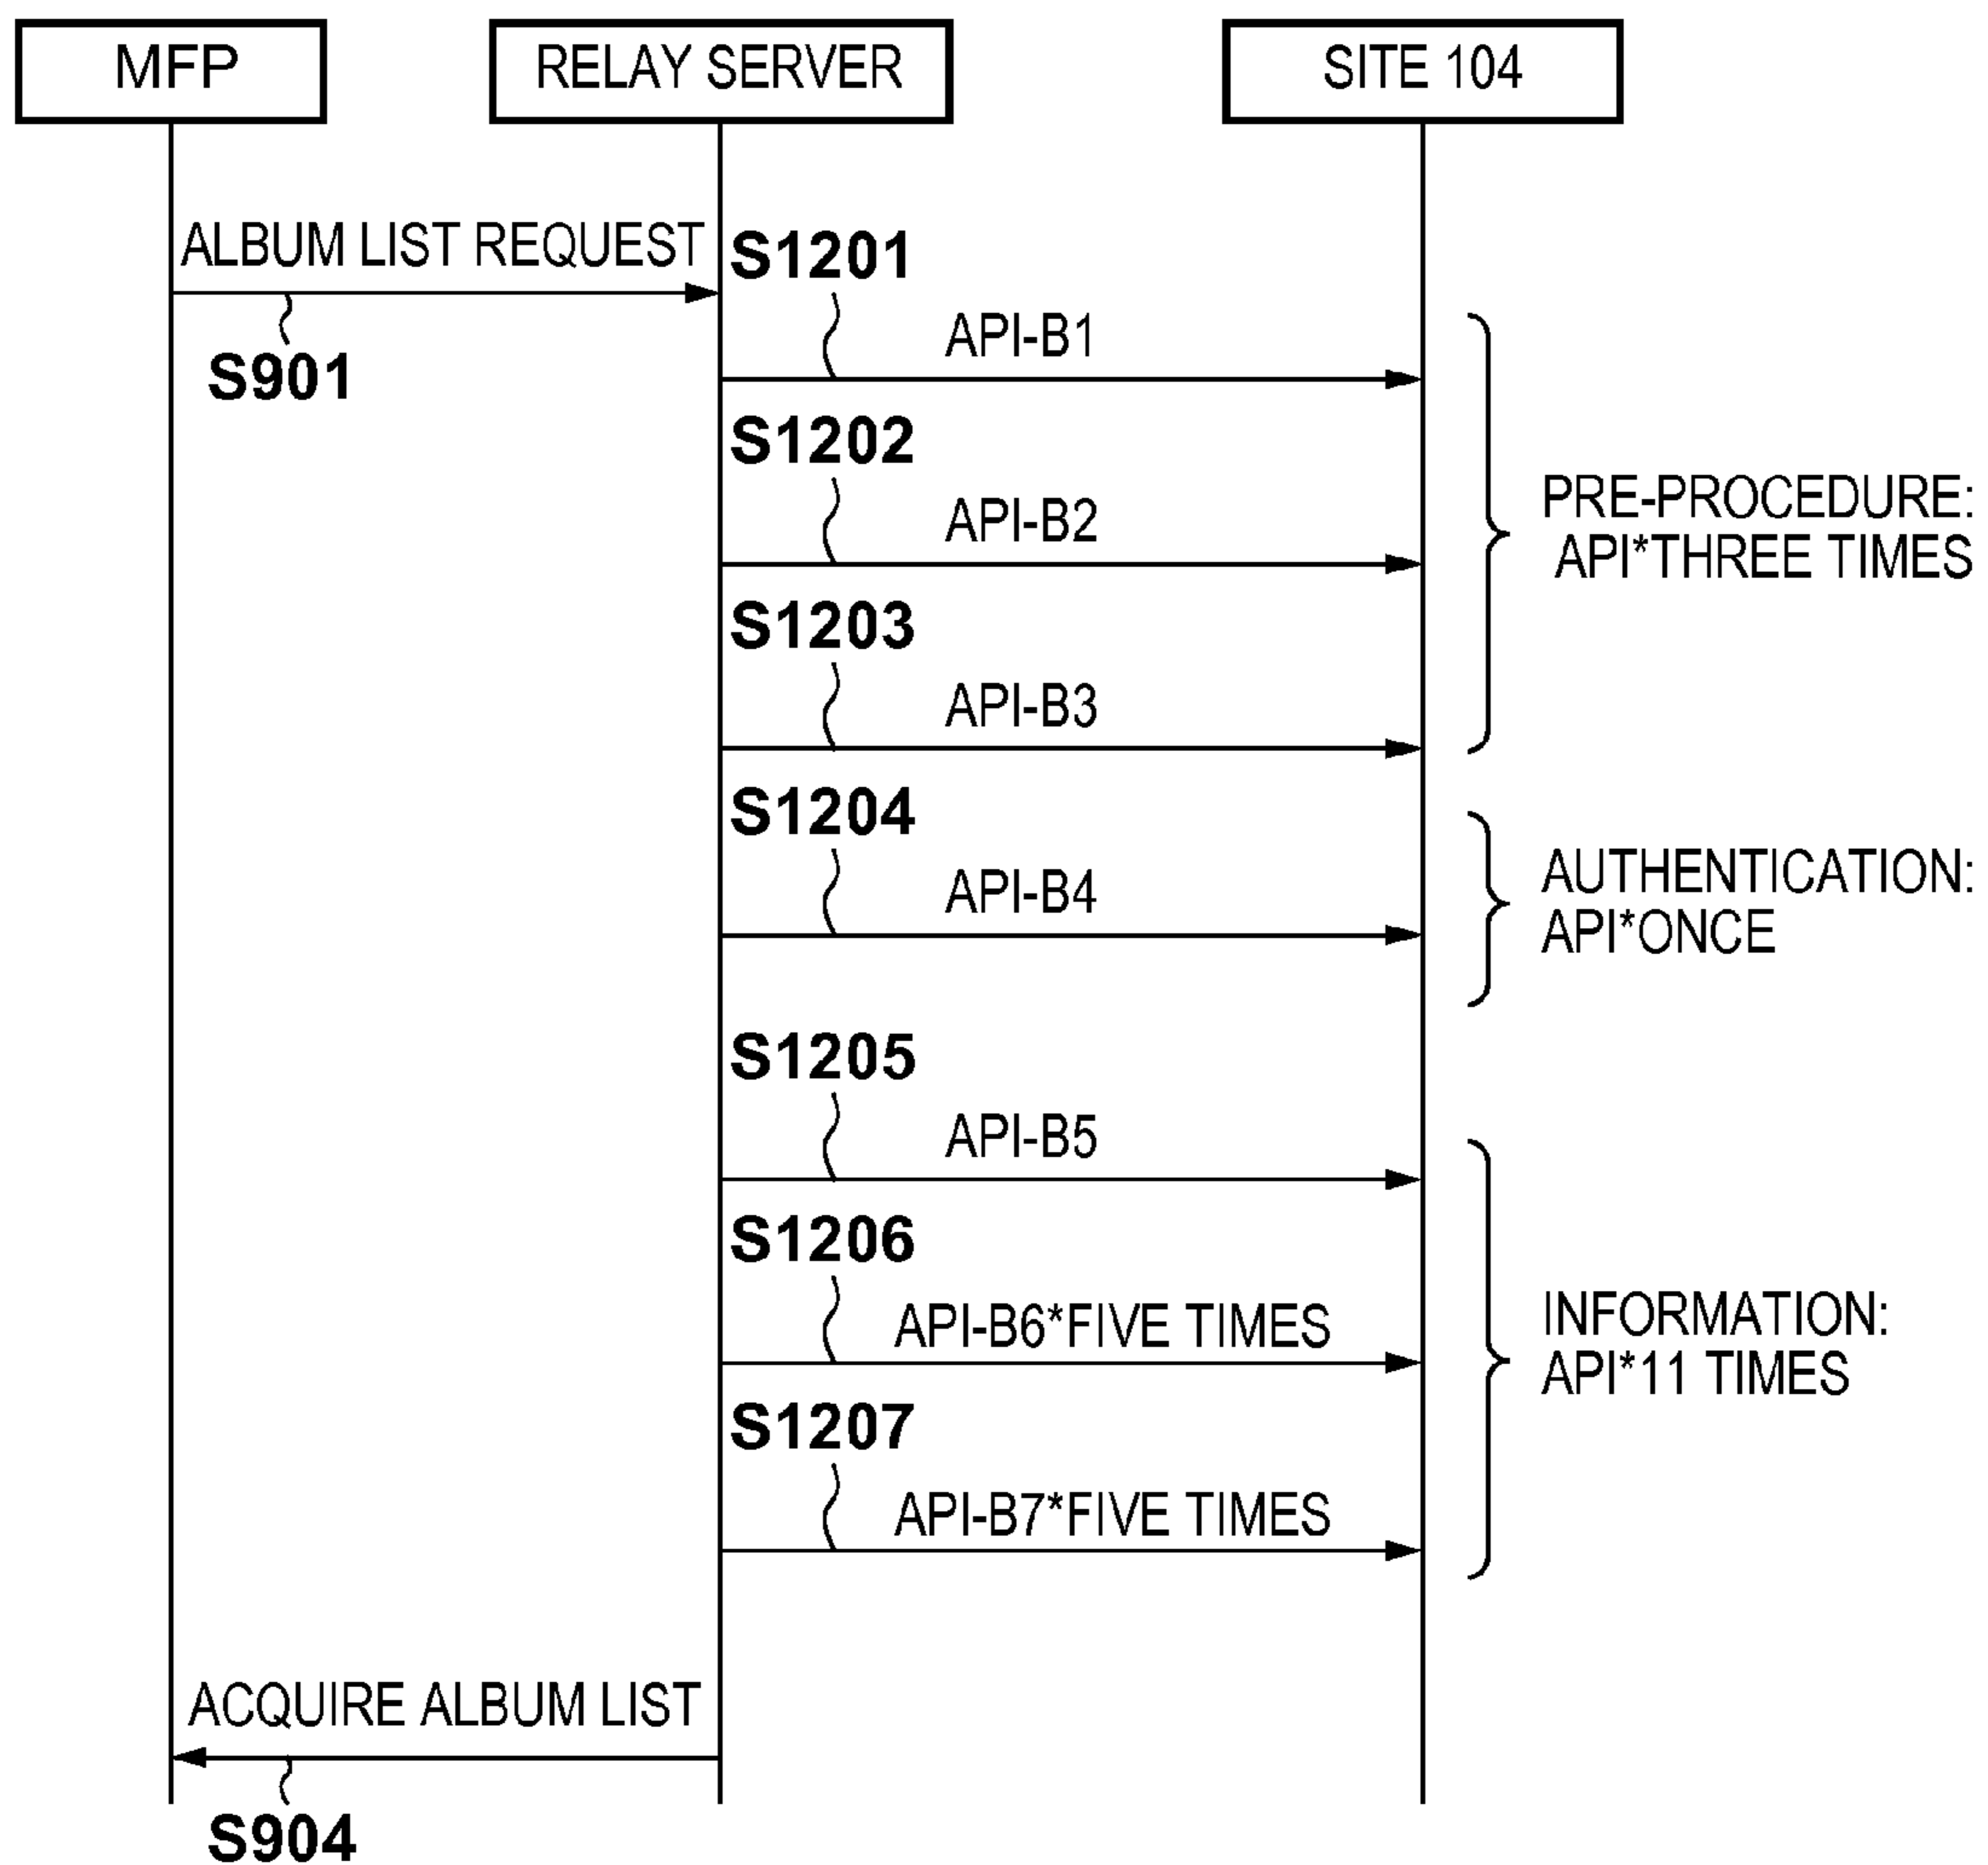 MFP
RELAY SERVER
SITE 104
ALBUM LIST REQUEST
S901
S1201
API-B1
S1202
API-B2
S1203
API-B3
PRE-PROCEDURE:
API*THREE TIMES
S1204
API-B4
AUTHENTICATION:
API*ONCE
S1205
API-B5
S1206
API-B6*FIVE TIMES
S1207
API-B7*FIVE TIMES
INFORMATION:
API*11 TIMES
ACQUIRE ALBUM LIST
S904